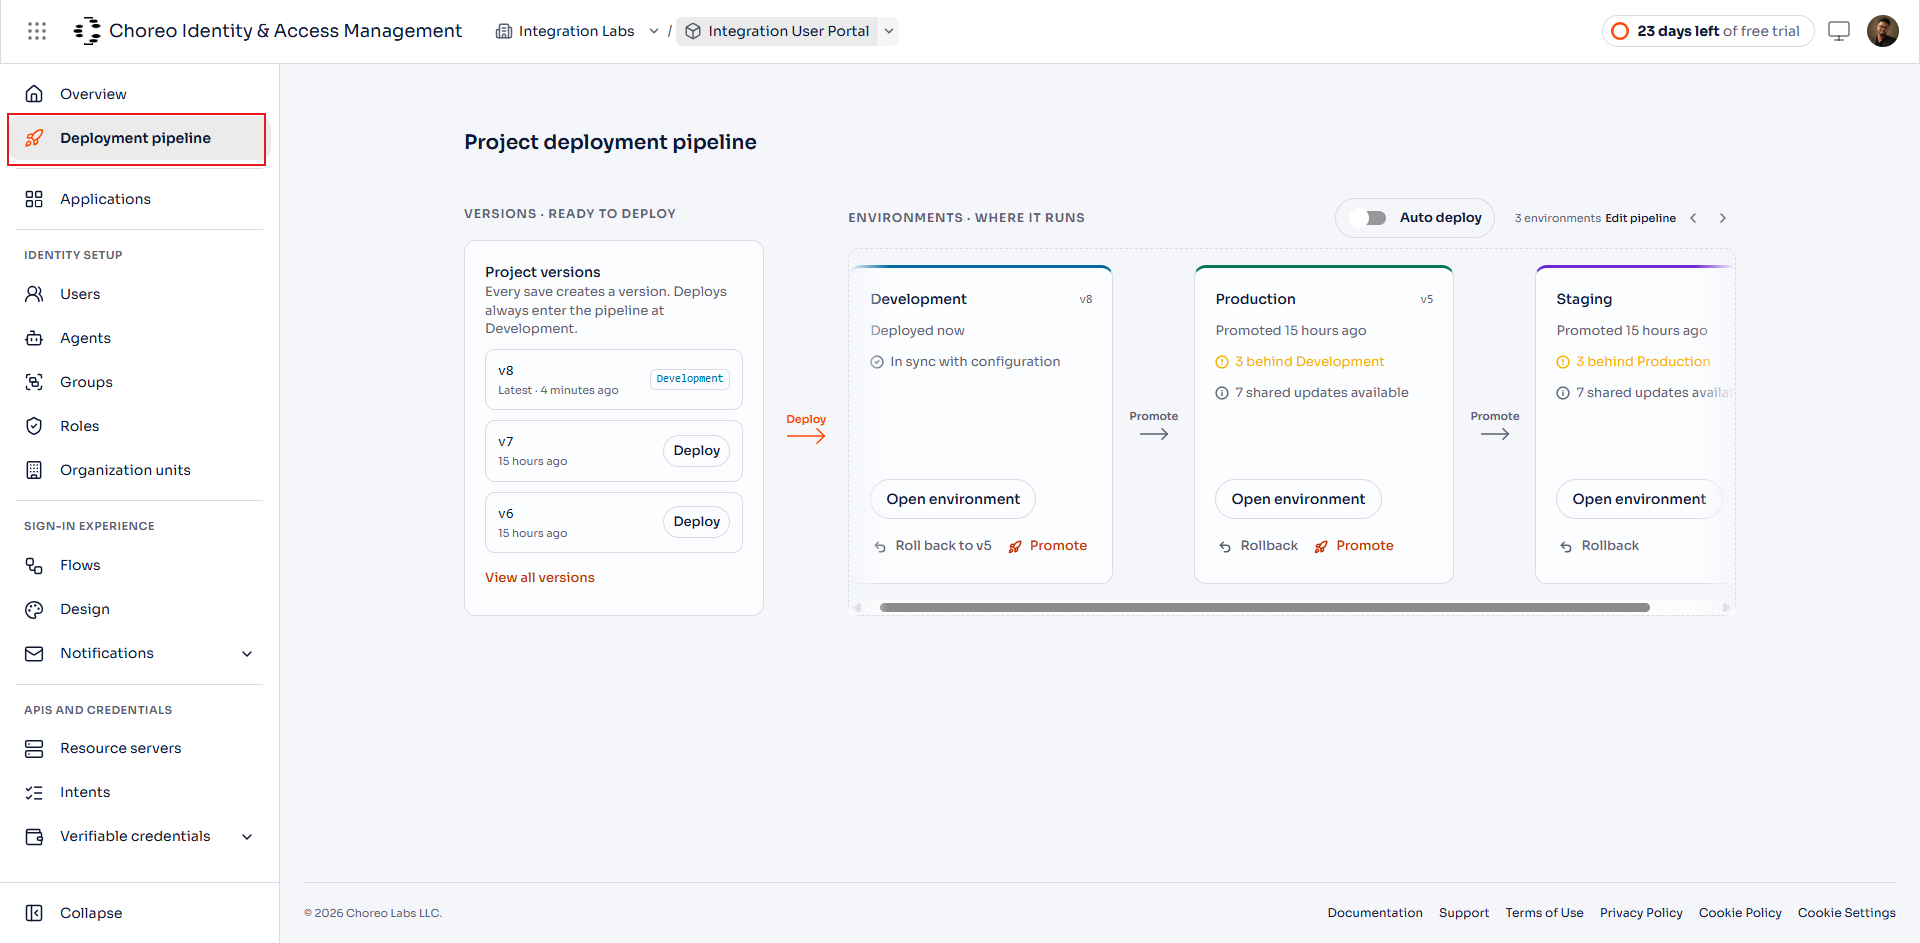 Choreo Identity & Access Management
Integration Labs
/
Integration User Portal
23 days left of free trial
Overview
Deployment pipeline
Applications
IDENTITY SETUP
Users
Agents
Groups
Roles
Organization units
SIGN-IN EXPERIENCE
Flows
Design
Notifications
APIS AND CREDENTIALS
Resource servers
Intents
Verifiable credentials
Collapse
Project deployment pipeline
VERSIONS · READY TO DEPLOY
Project versions
Every save creates a version. Deploys
always enter the pipeline at
Development.
v8
Latest · 4 minutes ago
Development
v7
15 hours ago
Deploy
v6
15 hours ago
Deploy
View all versions
Deploy
ENVIRONMENTS · WHERE IT RUNS
Auto deploy
3 environments Edit pipeline
Development
v8
Deployed now
In sync with configuration
Open environment
Roll back to v5
Promote
Promote
Production
v5
Promoted 15 hours ago
3 behind Development
7 shared updates available
Open environment
Rollback
Promote
Promote
Staging
Promoted 15 hours ago
3 behind Production
7 shared updates availa
Open environment
Rollback
© 2026 Choreo Labs LLC.
Documentation
Support
Terms of Use
Privacy Policy
Cookie Policy
Cookie Settings